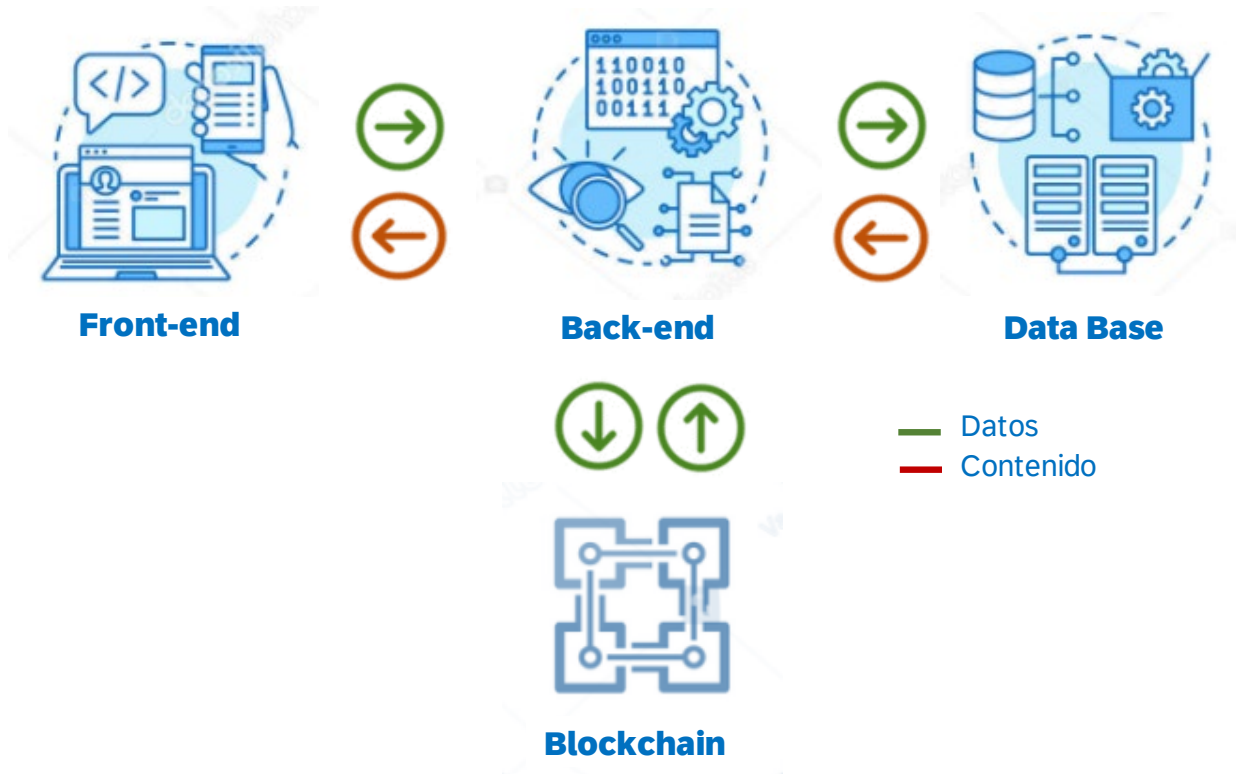 </>
110010
100110
00111
Front-end
Back-end
Data Base
Datos
Contenido
Blockchain